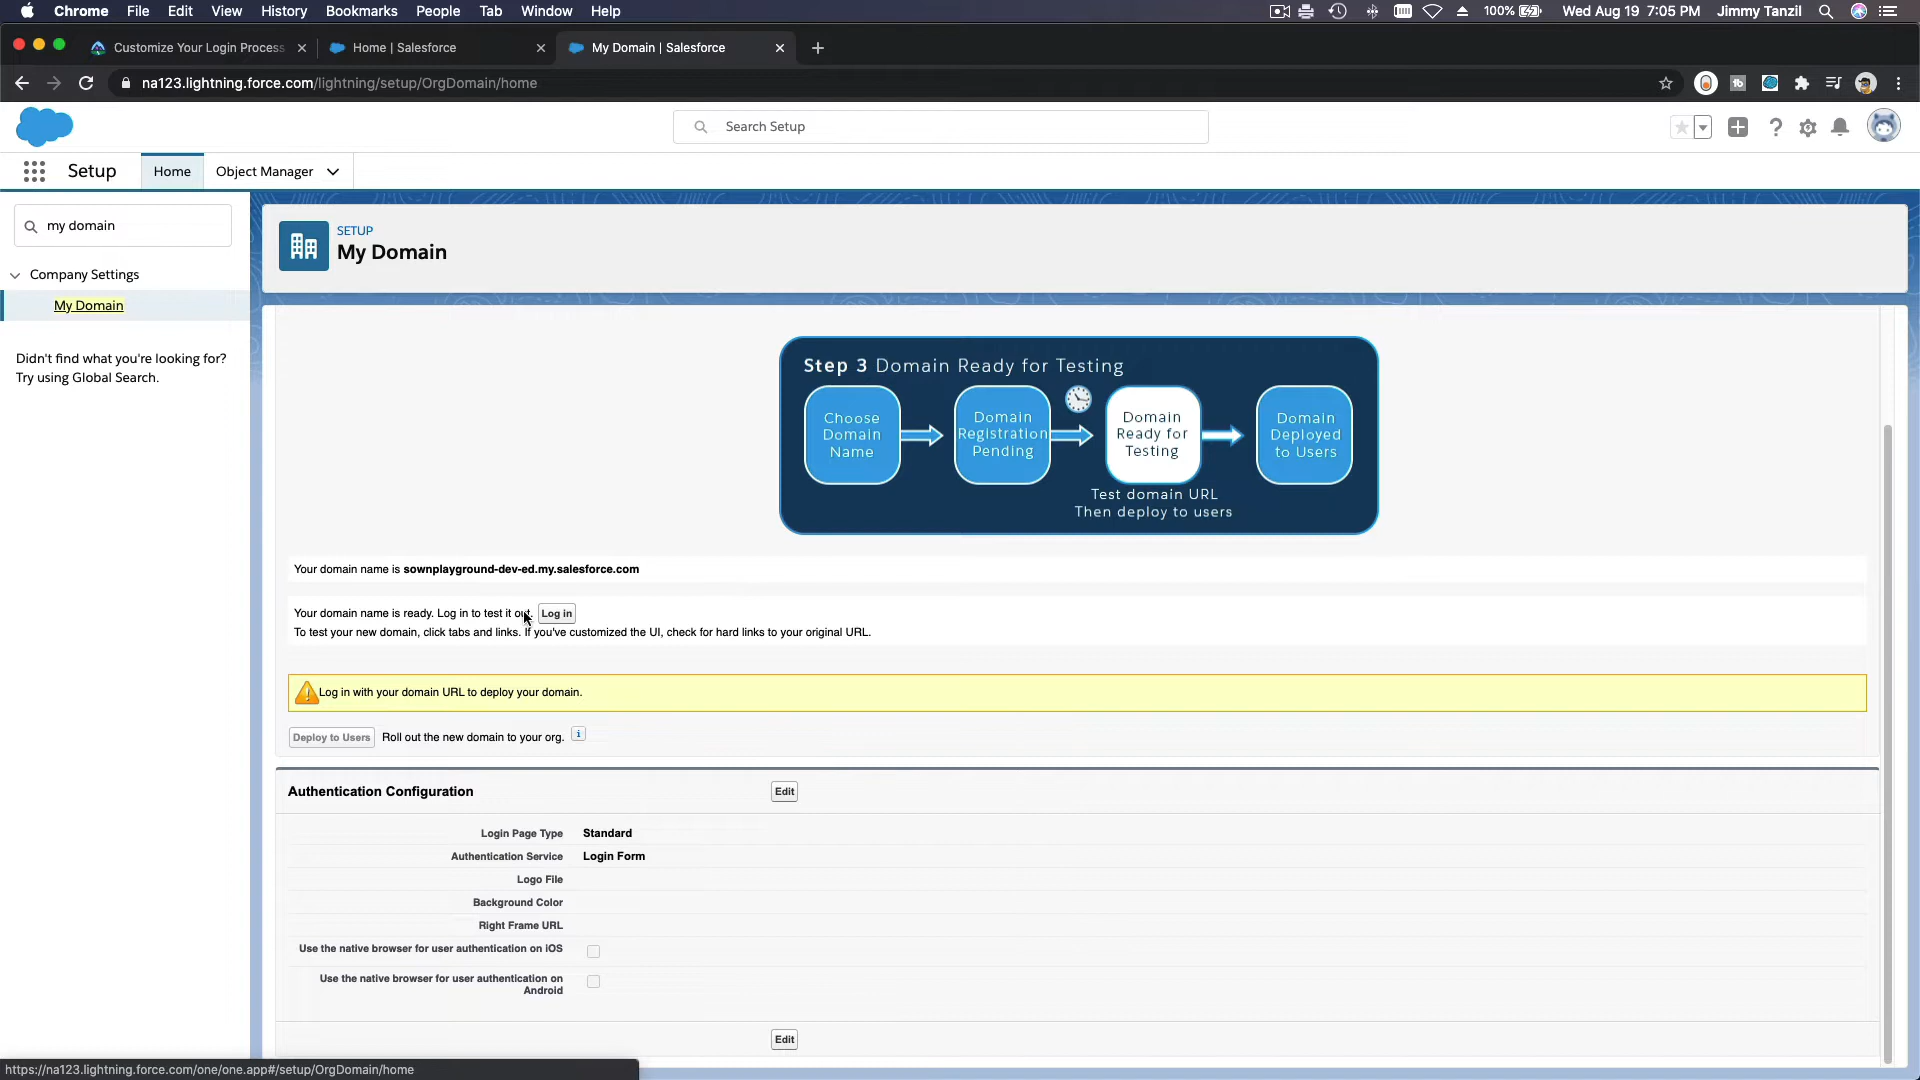 Chrome File Edit View History Bookmarks People Tab Window Help
100% Wed Aug 19 7:05 PM Jimmy Tanzil
Customize Your Login Process
Home | Salesforce
My Domain | Salesforce
na123.lightning.force.com/lightning/setup/OrgDomain/home
Search Setup
Setup
Home
Object Manager
my domain
Company Settings
My Domain
Didn't find what you're looking for?
Try using Global Search.
SETUP
My Domain
Step 3 Domain Ready for Testing
Choose
Domain
Name
Domain
Registration
Pending
Domain
Ready for
Testing
Domain
Deployed
to Users
Test domain URL
Then deploy to users
Your domain name is sownplayground-dev-ed.my.salesforce.com
Your domain name is ready. Log in to test it out. Log in
To test your new domain, click tabs and links. If you've customized the UI, check for hard links to your original URL.
Log in with your domain URL to deploy your domain.
Deploy to Users Roll out the new domain to your org. i
Authentication Configuration Edit
Login Page Type Standard
Authentication Service Login Form
Logo File
Background Color
Right Frame URL
Use the native browser for user authentication on iOS
Use the native browser for user authentication on
Android
Edit
https://na123.lightning.force.com/one/one.app#/setup/OrgDomain/home